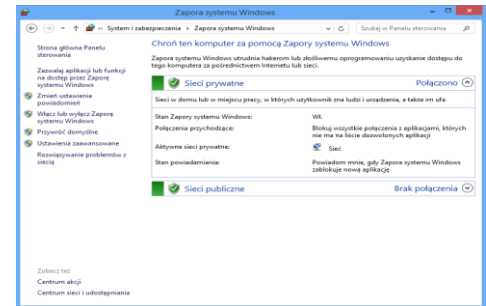 Zapora systemu Windows
« System i zabezpieczenia
Zapora systemu Windows
Szukaj w Panelu sterowania
Strona główna Panelu
sterowania
Zezwalaj aplikacji lub funkcji
na dostęp przez Zaporę
systemu Windows
Zmień ustawienia
powiadomień
Włącz lub wyłącz Zaporę
systemu Windows
Przywróć domyślne
Ustawienia zaawansowane
Rozwiązywanie problemów z
siecią
Chroń ten komputer za pomocą Zapory systemu Windows
Zapora systemu Windows utrudnia hakerom lub złośliwemu oprogramowaniu uzyskanie dostępu do
tego komputera za pośrednictwem Internetu lub sieci.
Sieci prywatne Połączono
Sieci w domu lub w miejscu pracy, w których użytkownik zna ludzi i urządzenia, a także im ufa
Stan Zapory systemu Windows: Wł.
Połączenia przychodzące: Blokuj wszystkie połączenia z aplikacjami, których
nie ma na liście dozwolonych aplikacji
Aktywne sieci prywatne: Sieć
Stan powiadamiania: Powiadom mnie, gdy Zapora systemu Windows
zablokuje nową aplikację
Sieci publiczne Brak połączenia
Zobacz też
Centrum akcji
Centrum sieci i udostępniania